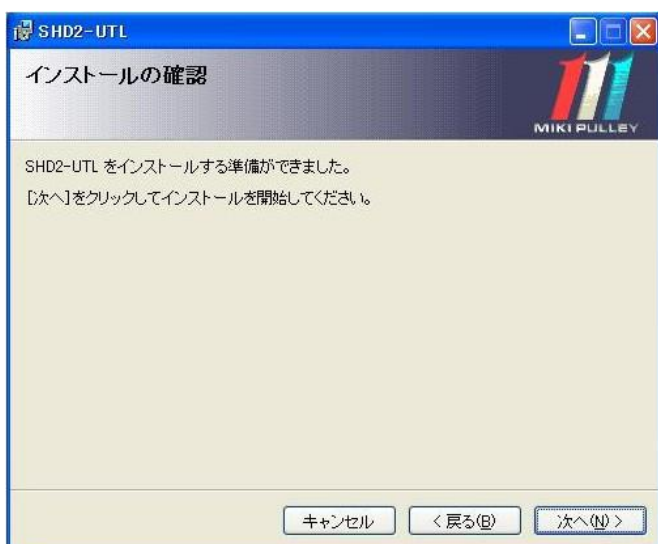 SHD2-UTL
インストールの確認
MIKI PULLEY
SHD2-UTL をインストールする準備ができました。
[次へ]をクリックしてインストールを開始してください。
キャンセル
< 戻る(B)
次へ(N) >